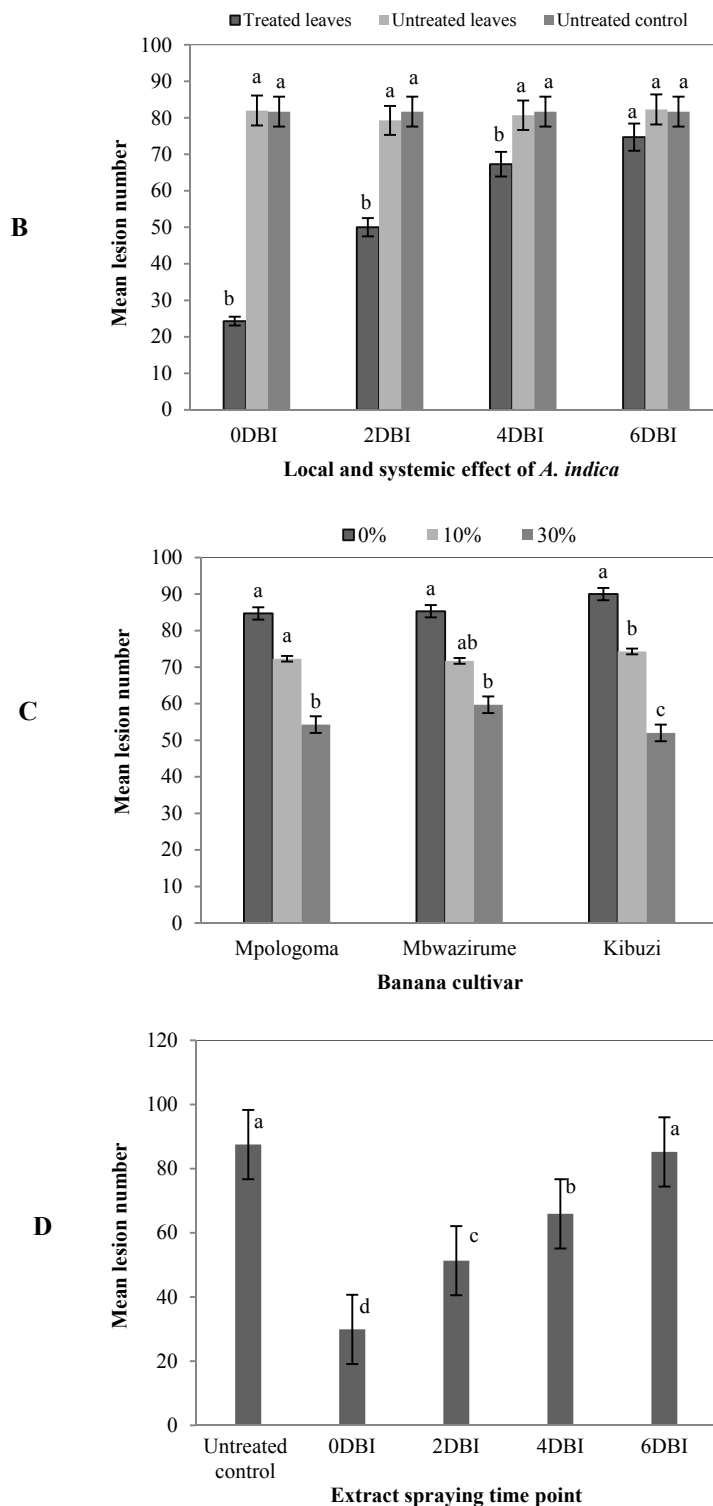 Treated leaves Untreated leaves Untreated control
100
90
80
70
60
50
40
30
20
10
0
a a a a a a a a a
b b b
B
Mean lesion number
0DBI 2DBI 4DBI 6DBI
Local and systemic effect of A. indica
0% 10% 30%
100
90
80
70
60
50
40
30
20
10
0
a a b
a ab b
a b c
C
Mean lesion number
Mpologoma Mbwazirume Kibuzi
Banana cultivar
120
100
80
60
40
20
0
a d c b a
D
Mean lesion number
Untreated control 0DBI 2DBI 4DBI 6DBI
Extract spraying time point